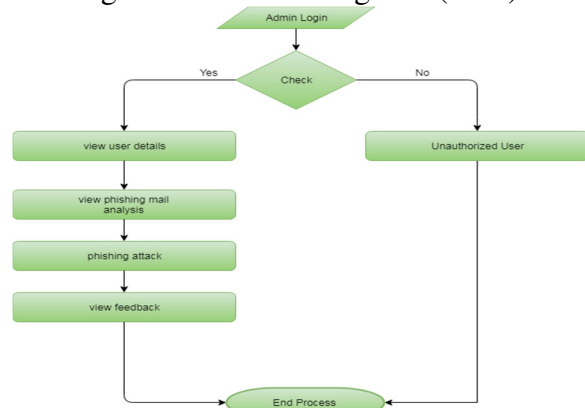 Admin Login
Check
Yes
No
view user details
Unauthorized User
view phishing mail
analysis
phishing attack
view feedback
End Process